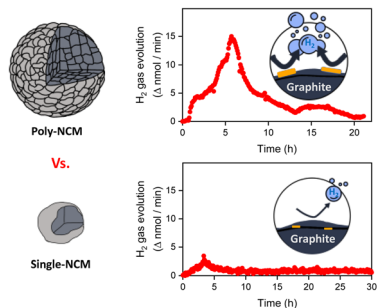 Poly-NCM
Vs.
Single-NCM
H₂ gas evolution
(Δ nmol / min)
15
10
5
0
0
5
10
15
20
Time (h)
H₂
Graphite
H₂ gas evolution
(Δ nmol / min)
15
10
5
0
0
5
10
15
20
25
30
Time (h)
H₂
Graphite